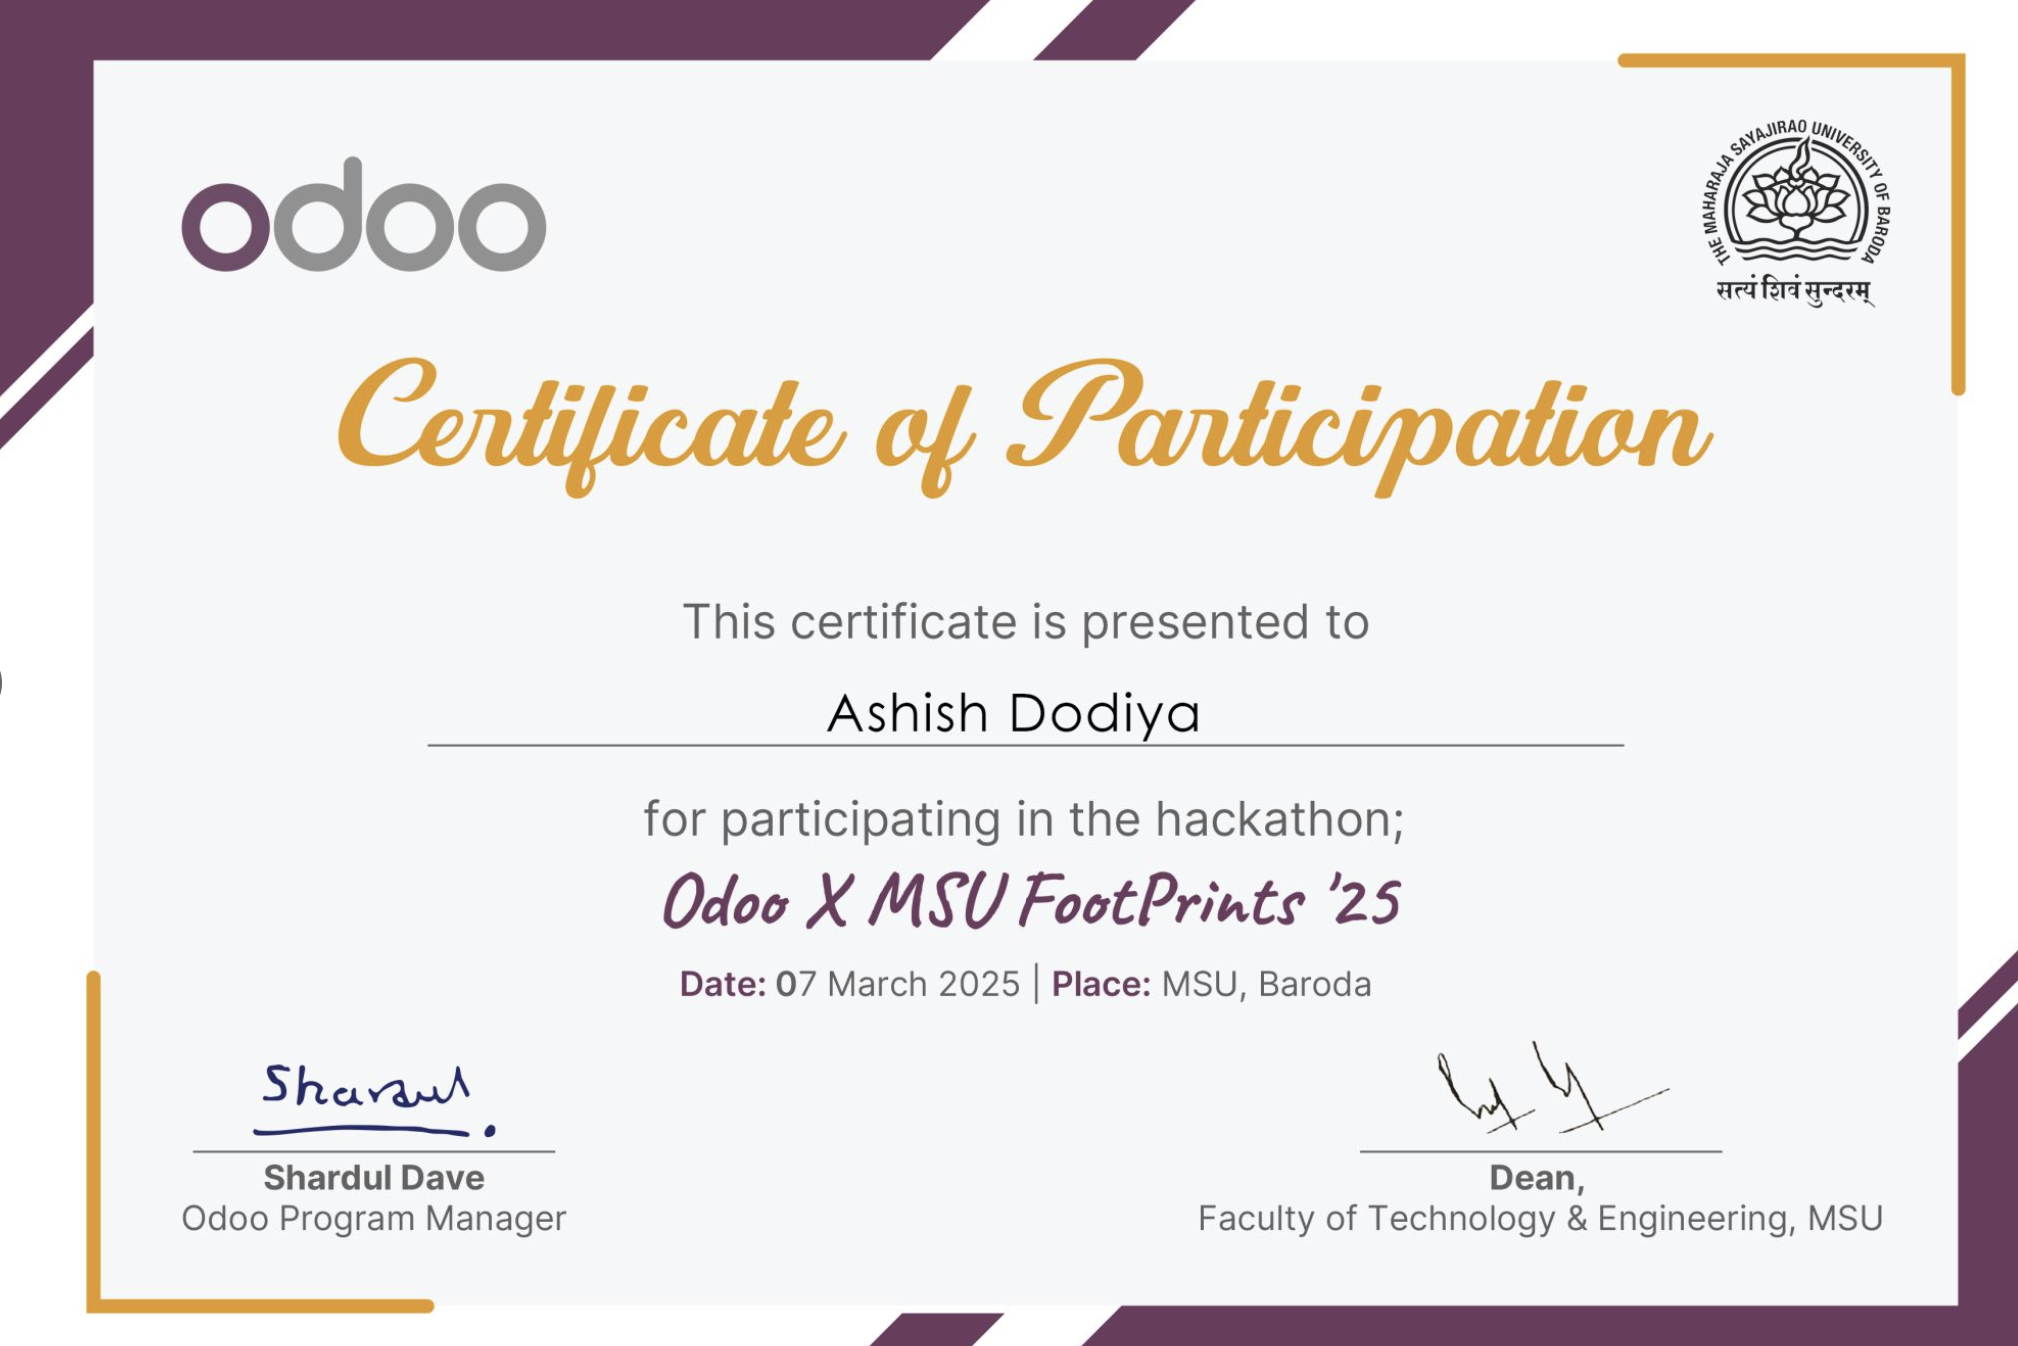 odoo
THE MAHARAJA SAYAJIRAO UNIVERSITY OF BARODA
सत्यं शिवं सुन्दरम्
Certificate of Participation
This certificate is presented to
Ashish Dodiya
for participating in the hackathon;
Odoo X MSU FootPrints '25
Date: 07 March 2025 | Place: MSU, Baroda
Shardul
Shardul Dave
Odoo Program Manager
Dean,
Faculty of Technology & Engineering, MSU